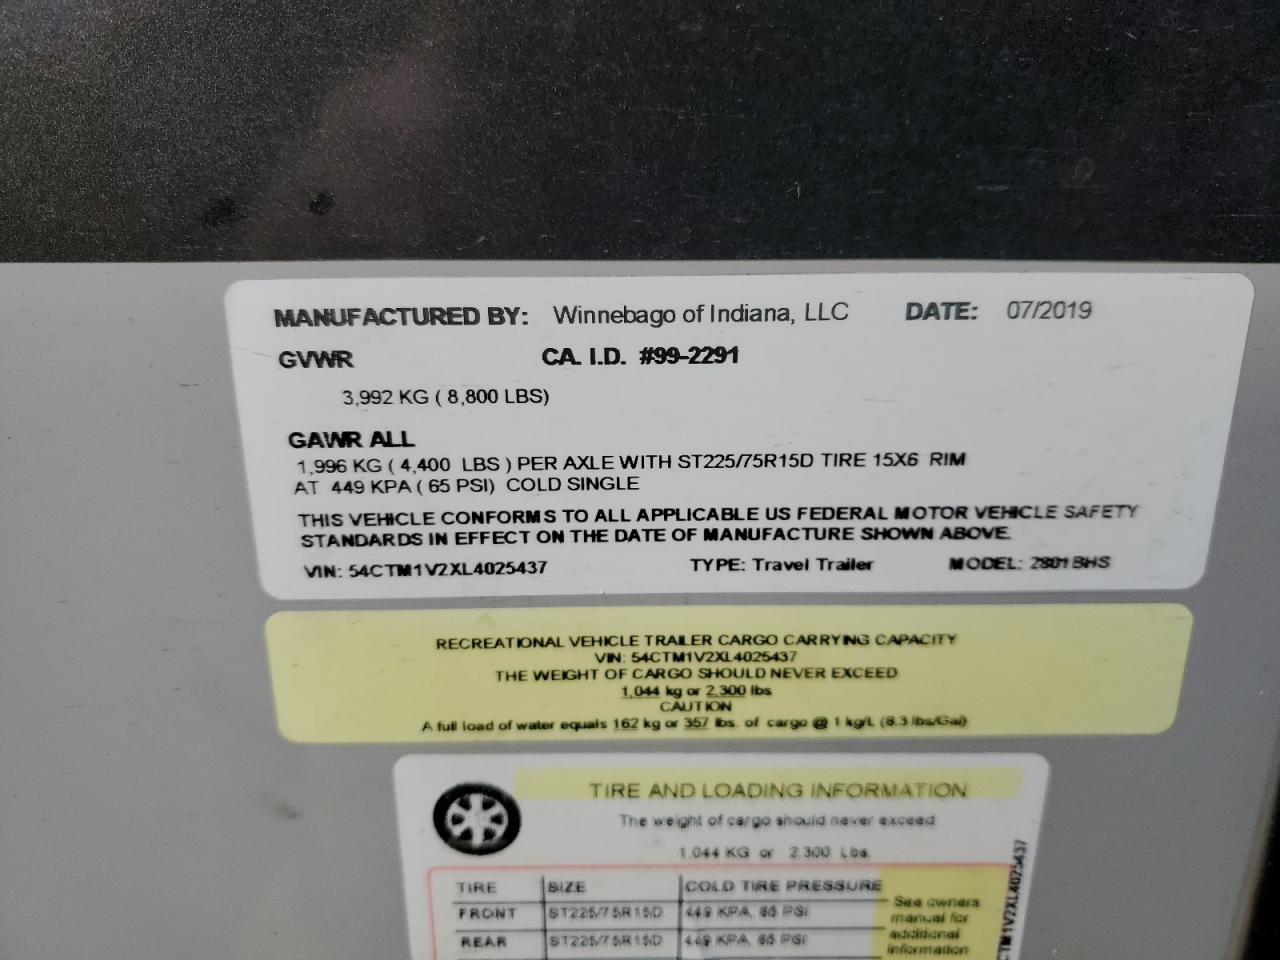 MANUFACTURED BY: Winnebago of Indiana, LLC DATE: 07/2019
GVWR CA. I.D. #99-2291
3,992 KG ( 8,800 LBS)
GAWR ALL
1,996 KG ( 4,400 LBS ) PER AXLE WITH ST225/75R15D TIRE 15X6 RIM
AT 449 KPA ( 65 PSI) COLD SINGLE
THIS VEHICLE CONFORMS TO ALL APPLICABLE US FEDERAL MOTOR VEHICLE SAFETY
STANDARDS IN EFFECT ON THE DATE OF MANUFACTURE SHOWN ABOVE.
VIN: 54CTM1V2XL4025437 TYPE: Travel Trailer MODEL: 2801BHS
RECREATIONAL VEHICLE TRAILER CARGO CARRYING CAPACITY
VIN: 54CTM1V2XL4025437
THE WEIGHT OF CARGO SHOULD NEVER EXCEED
1,044 kg or 2,300 lbs
CAUTION
A full load of water equals 162 kg or 357 lbs. of cargo @ 1 kg/L (8.3 lbs/Gal)
TIRE AND LOADING INFORMATION
The weight of cargo should never exceed
1,044 KG or 2,300 Lbs.
TIRE SIZE COLD TIRE PRESSURE
FRONT ST225/75R15D 449 KPA, 65 PSI
REAR ST225/75R15D 449 KPA, 65 PSI
See owners
manual for
additional
information
CTM1V2XL4025437